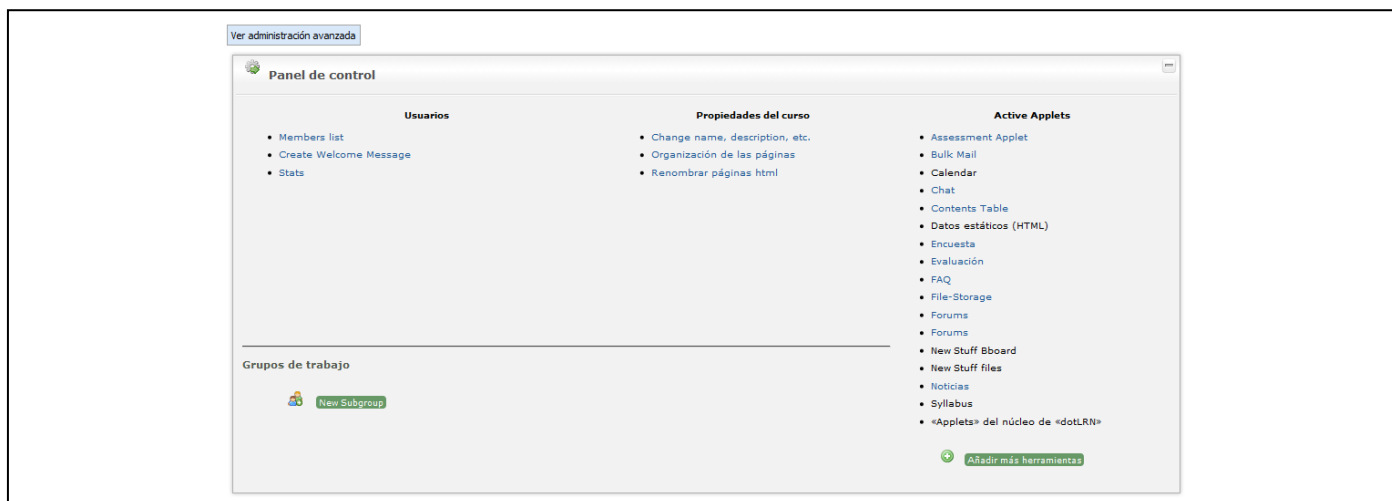 Ver administración avanzada
Panel de control
Usuarios
Members list
Create Welcome Message
Stats
Propiedades del curso
Change name, description, etc.
Organización de las páginas
Renombrar páginas html
Active Applets
Assessment Applet
Bulk Mail
Calendar
Chat
Contents Table
Datos estáticos (HTML)
Encuesta
Evaluación
FAQ
File-Storage
Forums
Forums
New Stuff Bboard
New Stuff files
Noticias
Syllabus
«Applets» del núcleo de «dotLRN»
Añadir más herramientas
Grupos de trabajo
New Subgroup